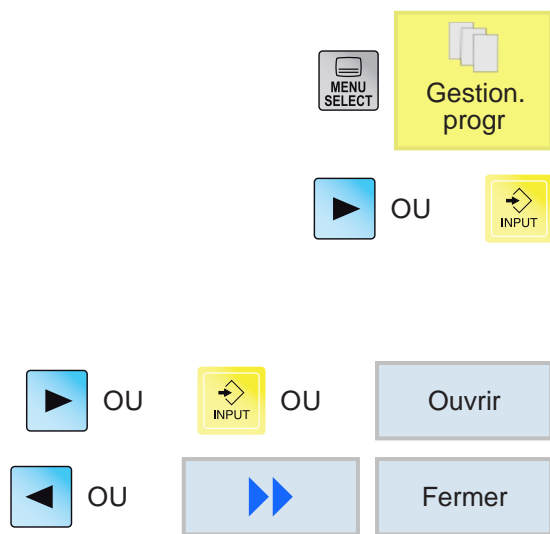 MENU
SELECT
Gestion.
progr
OU
INPUT
OU
INPUT
OU
Ouvrir
OU
Fermer